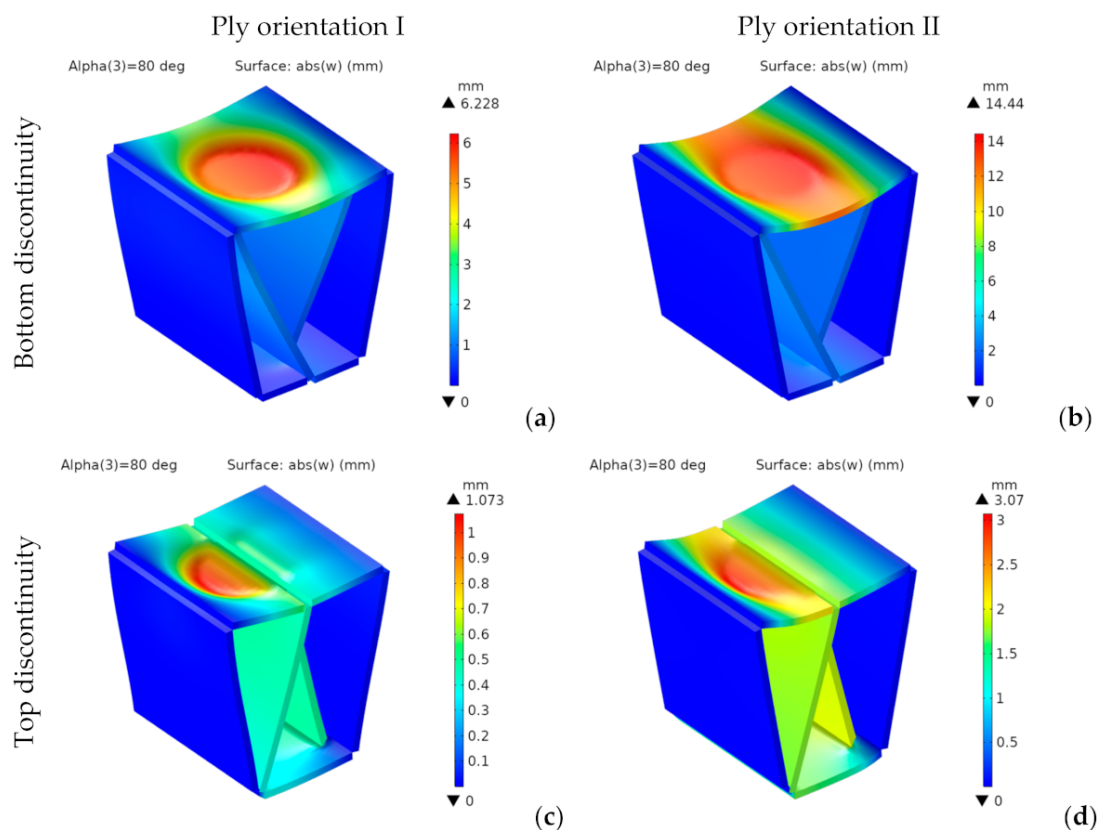 Ply orientation I
Ply orientation II
Bottom discontinuity
Alpha(3)=80 deg Surface: abs(w) (mm)
mm
▲ 6.228
6
5
4
3
2
1
▼ 0
(a)
Alpha(3)=80 deg Surface: abs(w) (mm)
mm
▲ 14.44
14
12
10
8
6
4
2
▼ 0
(b)
Top discontinuity
Alpha(3)=80 deg Surface: abs(w) (mm)
mm
▲ 1.073
1
0.9
0.8
0.7
0.6
0.5
0.4
0.3
0.2
0.1
▼ 0
(c)
Alpha(3)=80 deg Surface: abs(w) (mm)
mm
▲ 3.07
3
2.5
2
1.5
1
0.5
▼ 0
(d)